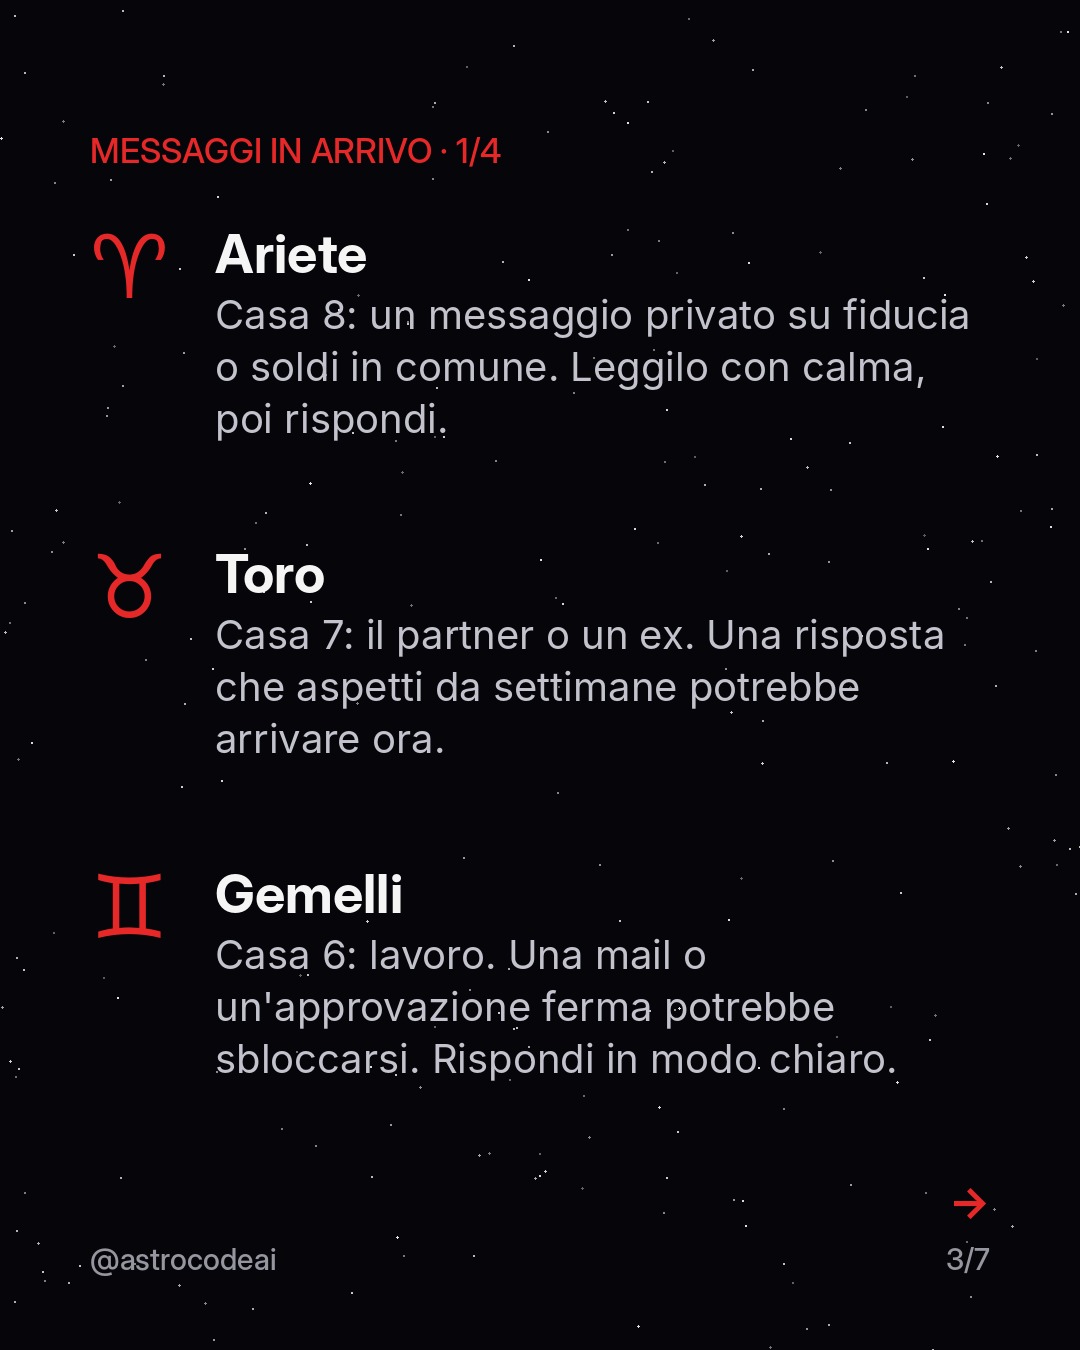 MESSAGGI IN ARRIVO · 1/4
♈ Ariete
Casa 8: un messaggio privato su fiducia
o soldi in comune. Leggilo con calma,
poi rispondi.
♉ Toro
Casa 7: il partner o un ex. Una risposta
che aspetti da settimane potrebbe
arrivare ora.
♊ Gemelli
Casa 6: lavoro. Una mail o
un'approvazione ferma potrebbe
sbloccarsi. Rispondi in modo chiaro.
→
@astrocodeai
3/7